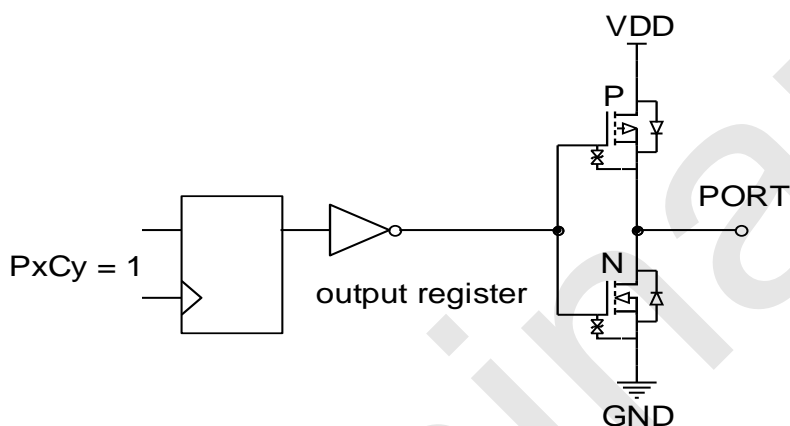 VDD
P
PORT
PxCy = 1
N
output register
GND